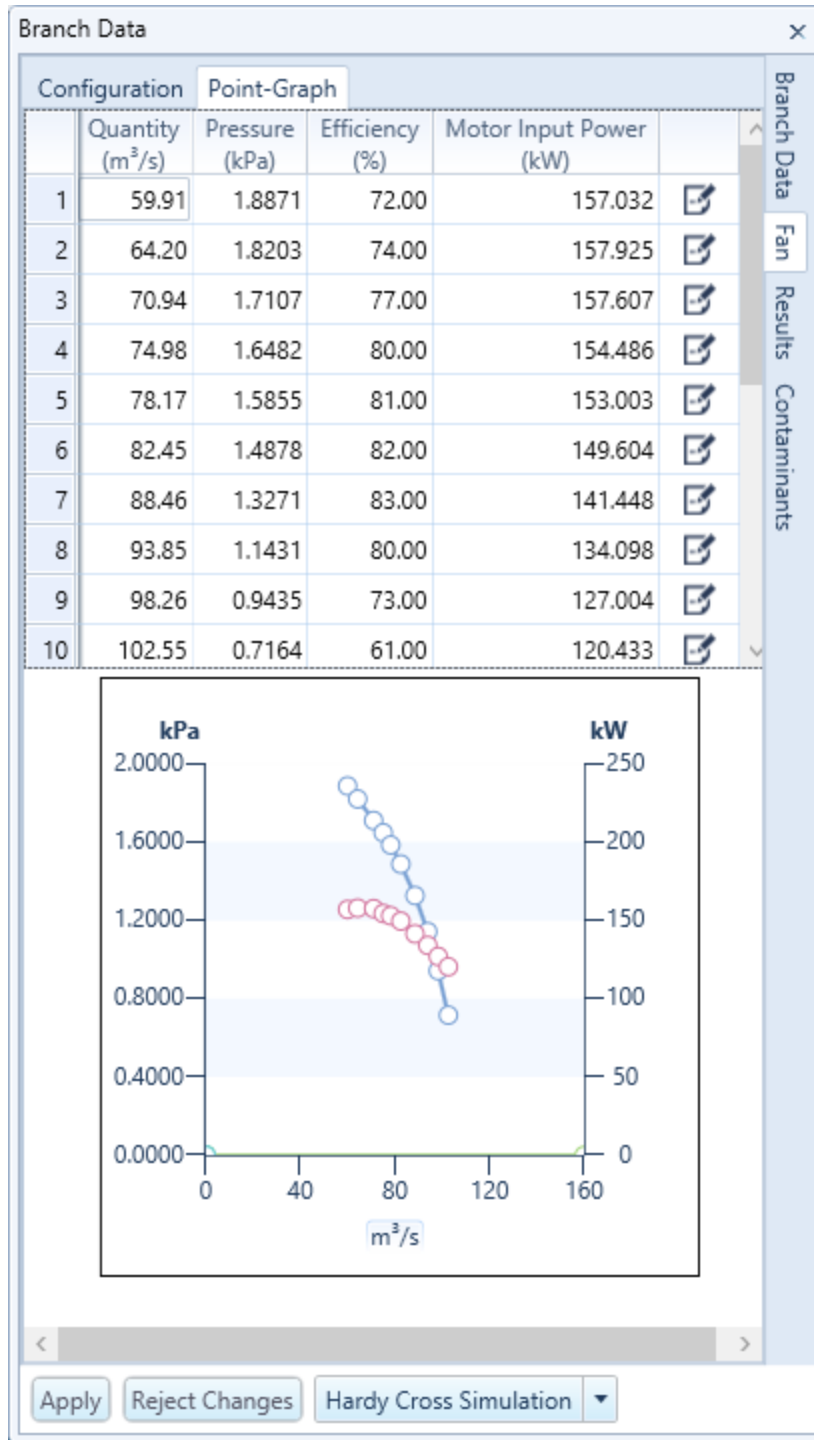 Branch Data
Configuration Point-Graph
Quantity (m³/s) Pressure (kPa) Efficiency (%) Motor Input Power (kW)
1 59.91 1.8871 72.00 157.032
2 64.20 1.8203 74.00 157.925
3 70.94 1.7107 77.00 157.607
4 74.98 1.6482 80.00 154.486
5 78.17 1.5855 81.00 153.003
6 82.45 1.4878 82.00 149.604
7 88.46 1.3271 83.00 141.448
8 93.85 1.1431 80.00 134.098
9 98.26 0.9435 73.00 127.004
10 102.55 0.7164 61.00 120.433
Branch Data
Fan
Results
Contaminants
kPa kW
2.0000 250
1.6000 200
1.2000 150
0.8000 100
0.4000 50
0.0000 0
0 40 80 120 160
m³/s
Apply Reject Changes Hardy Cross Simulation